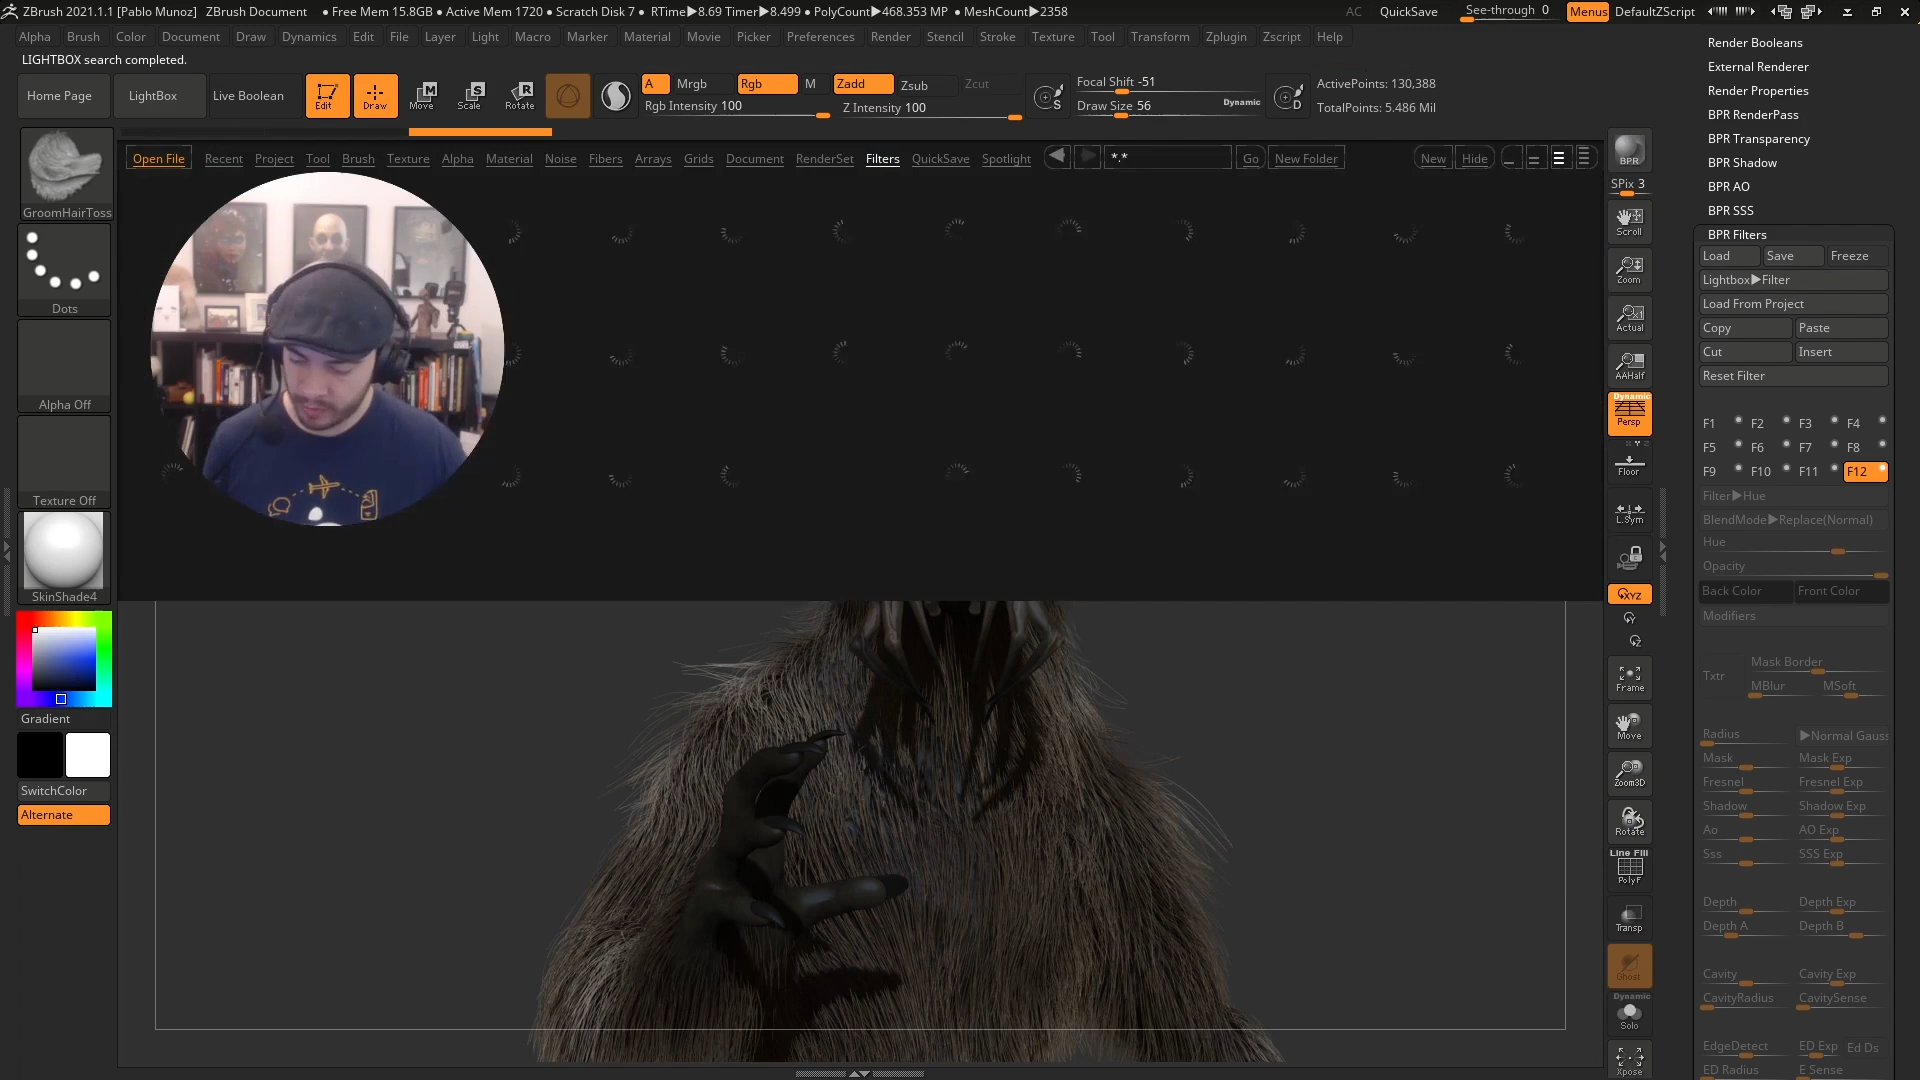 ZBrush 2021.1.1 [Pablo Munoz] ZBrush Document • Free Mem 15.8GB • Active Mem 1720 • Scratch Disk 7 • RTime▶8.69 Timer▶8.499 • PolyCount▶468.353 MP • MeshCount▶2358 AC QuickSave See-through 0 Menus DefaultZScript
Alpha Brush Color Document Draw Dynamics Edit File Layer Light Macro Marker Material Movie Picker Preferences Render Stencil Stroke Texture Tool Transform Zplugin Zscript Help
LIGHTBOX search completed.
Home Page LightBox Live Boolean Edit Draw Move Scale Rotate
A Mrgb Rgb M Zadd Zsub Zcut
Rgb Intensity 100 Z Intensity 100
Focal Shift -51
Draw Size 56 Dynamic
ActivePoints: 130,388
TotalPoints: 5.486 Mil
Open File Recent Project Tool Brush Texture Alpha Material Noise Fibers Arrays Grids Document RenderSet Filters QuickSave Spotlight *.* Go New Folder New Hide
GroomHairToss
Dots
Alpha Off
Texture Off
SkinShade4
Gradient
SwitchColor
Alternate
BPR
SPix 3
Scroll
Zoom
Actual
AAHalf
Dynamic
Persp
Floor
L.Sym
XYZ
Y
Z
Frame
Move
Zoom3D
Rotate
Line Fill
PolyF
Transp
Ghost
Dynamic
Solo
Xpose
Render Booleans
External Renderer
Render Properties
BPR RenderPass
BPR Transparency
BPR Shadow
BPR AO
BPR SSS
BPR Filters
Load Save Freeze
Lightbox▶Filter
Load From Project
Copy Paste
Cut Insert
Reset Filter
F1 F2 F3 F4
F5 F6 F7 F8
F9 F10 F11 F12
Filter▶Hue
BlendMode▶Replace(Normal)
Hue
Opacity
Back Color Front Color
Modifiers
Mask Border
Txtr
MBlur MSoft
Radius ▶Normal Gauss
Mask Mask Exp
Fresnel Fresnel Exp
Shadow Shadow Exp
Ao AO Exp
Sss SSS Exp
Depth Depth Exp
Depth A Depth B
Cavity Cavity Exp
CavityRadius CavitySense
EdgeDetect ED Exp Ed Ds
ED Radius E Sense